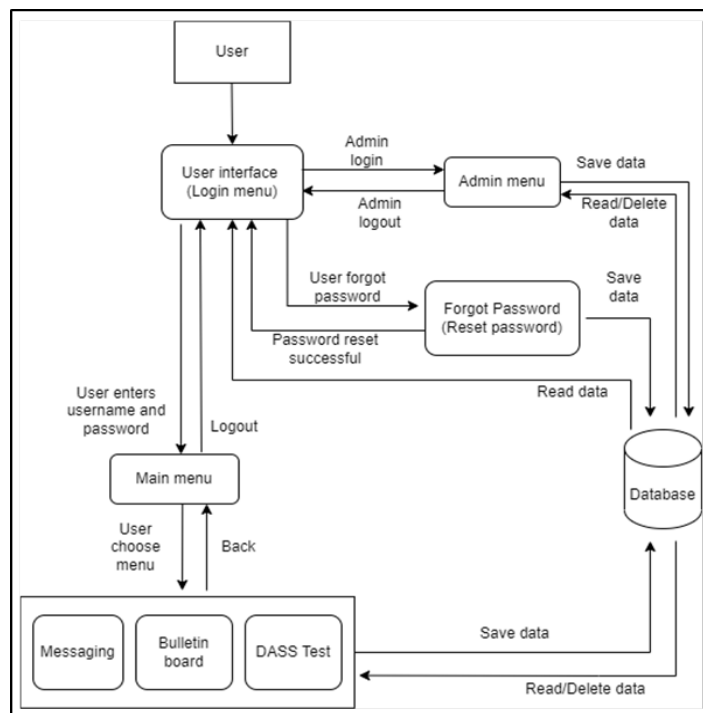 User
User interface
(Login menu)
Admin
login
Admin
logout
Admin menu
Save data
Read/Delete
data
User forgot
password
Forgot Password
(Reset password)
Save
data
Password reset
successful
Read data
User enters
username and
password
Logout
Main menu
Database
User
choose
menu
Back
Messaging
Bulletin
board
DASS Test
Save data
Read/Delete data